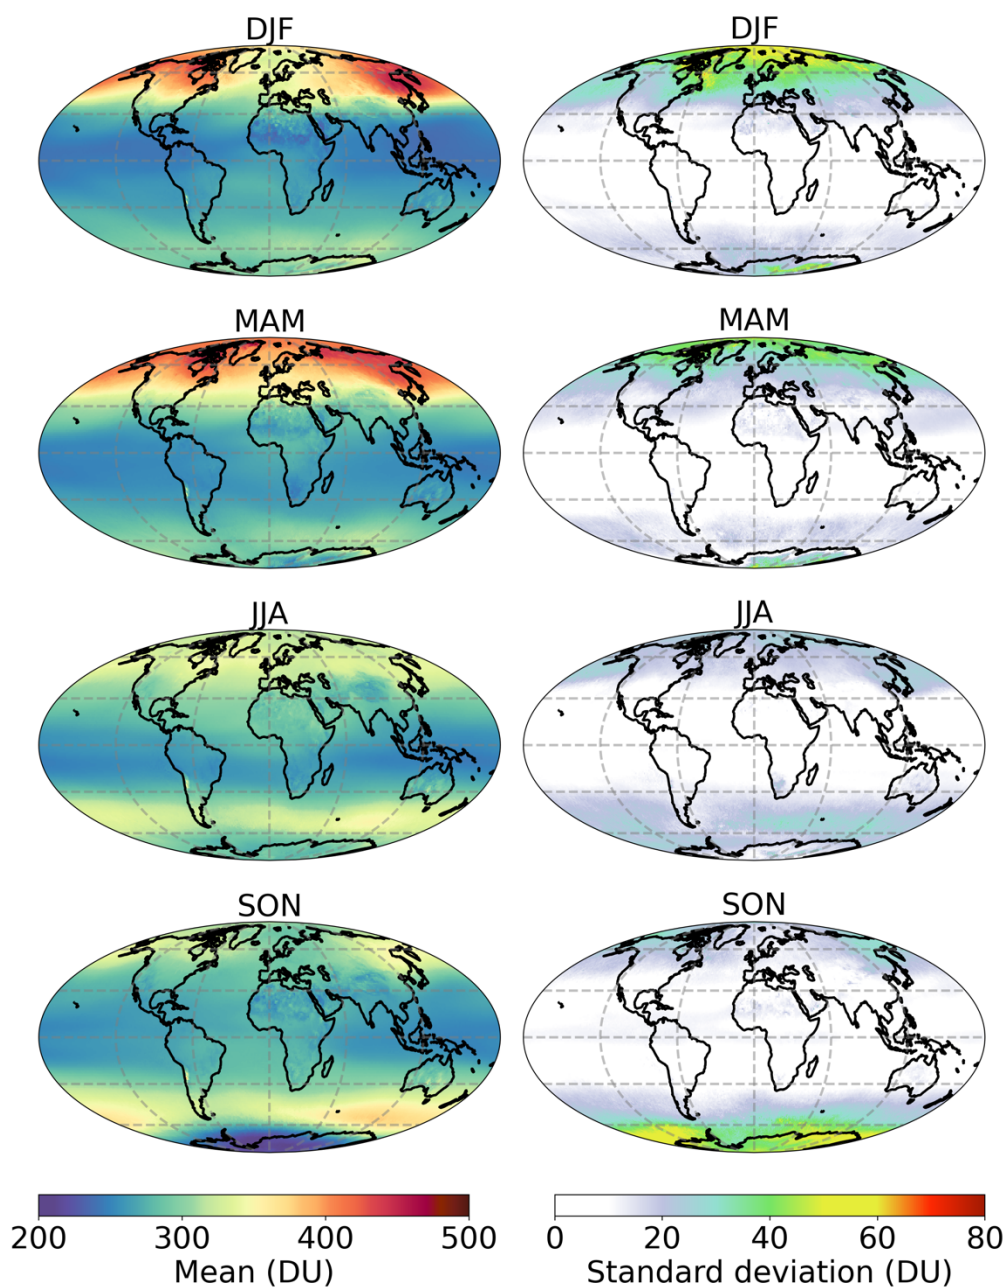 DJF
DJF
MAM
MAM
JJA
JJA
SON
SON
200 300 400 500
Mean (DU)
0 20 40 60 80
Standard deviation (DU)